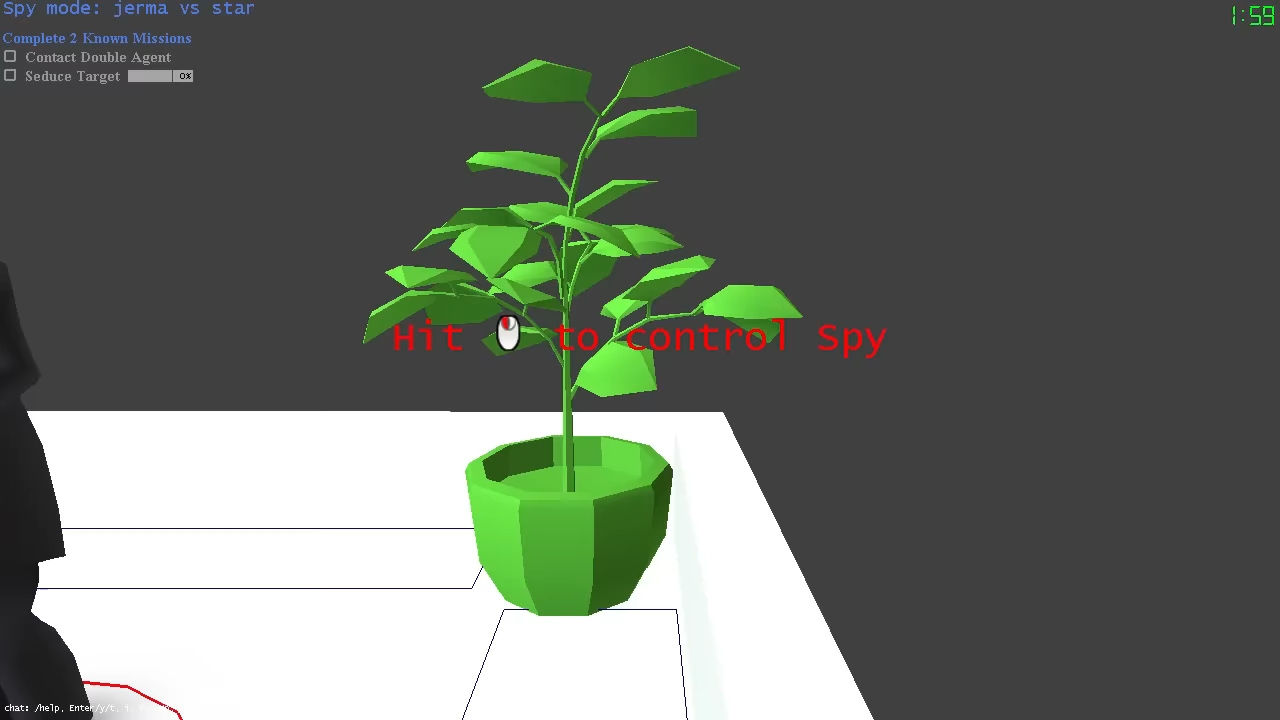 Spy mode: jerma vs star
1:59
Complete 2 Known Missions
Contact Double Agent
Seduce Target 0%
Hit to control Spy
chat: /help, Enter/y/t,